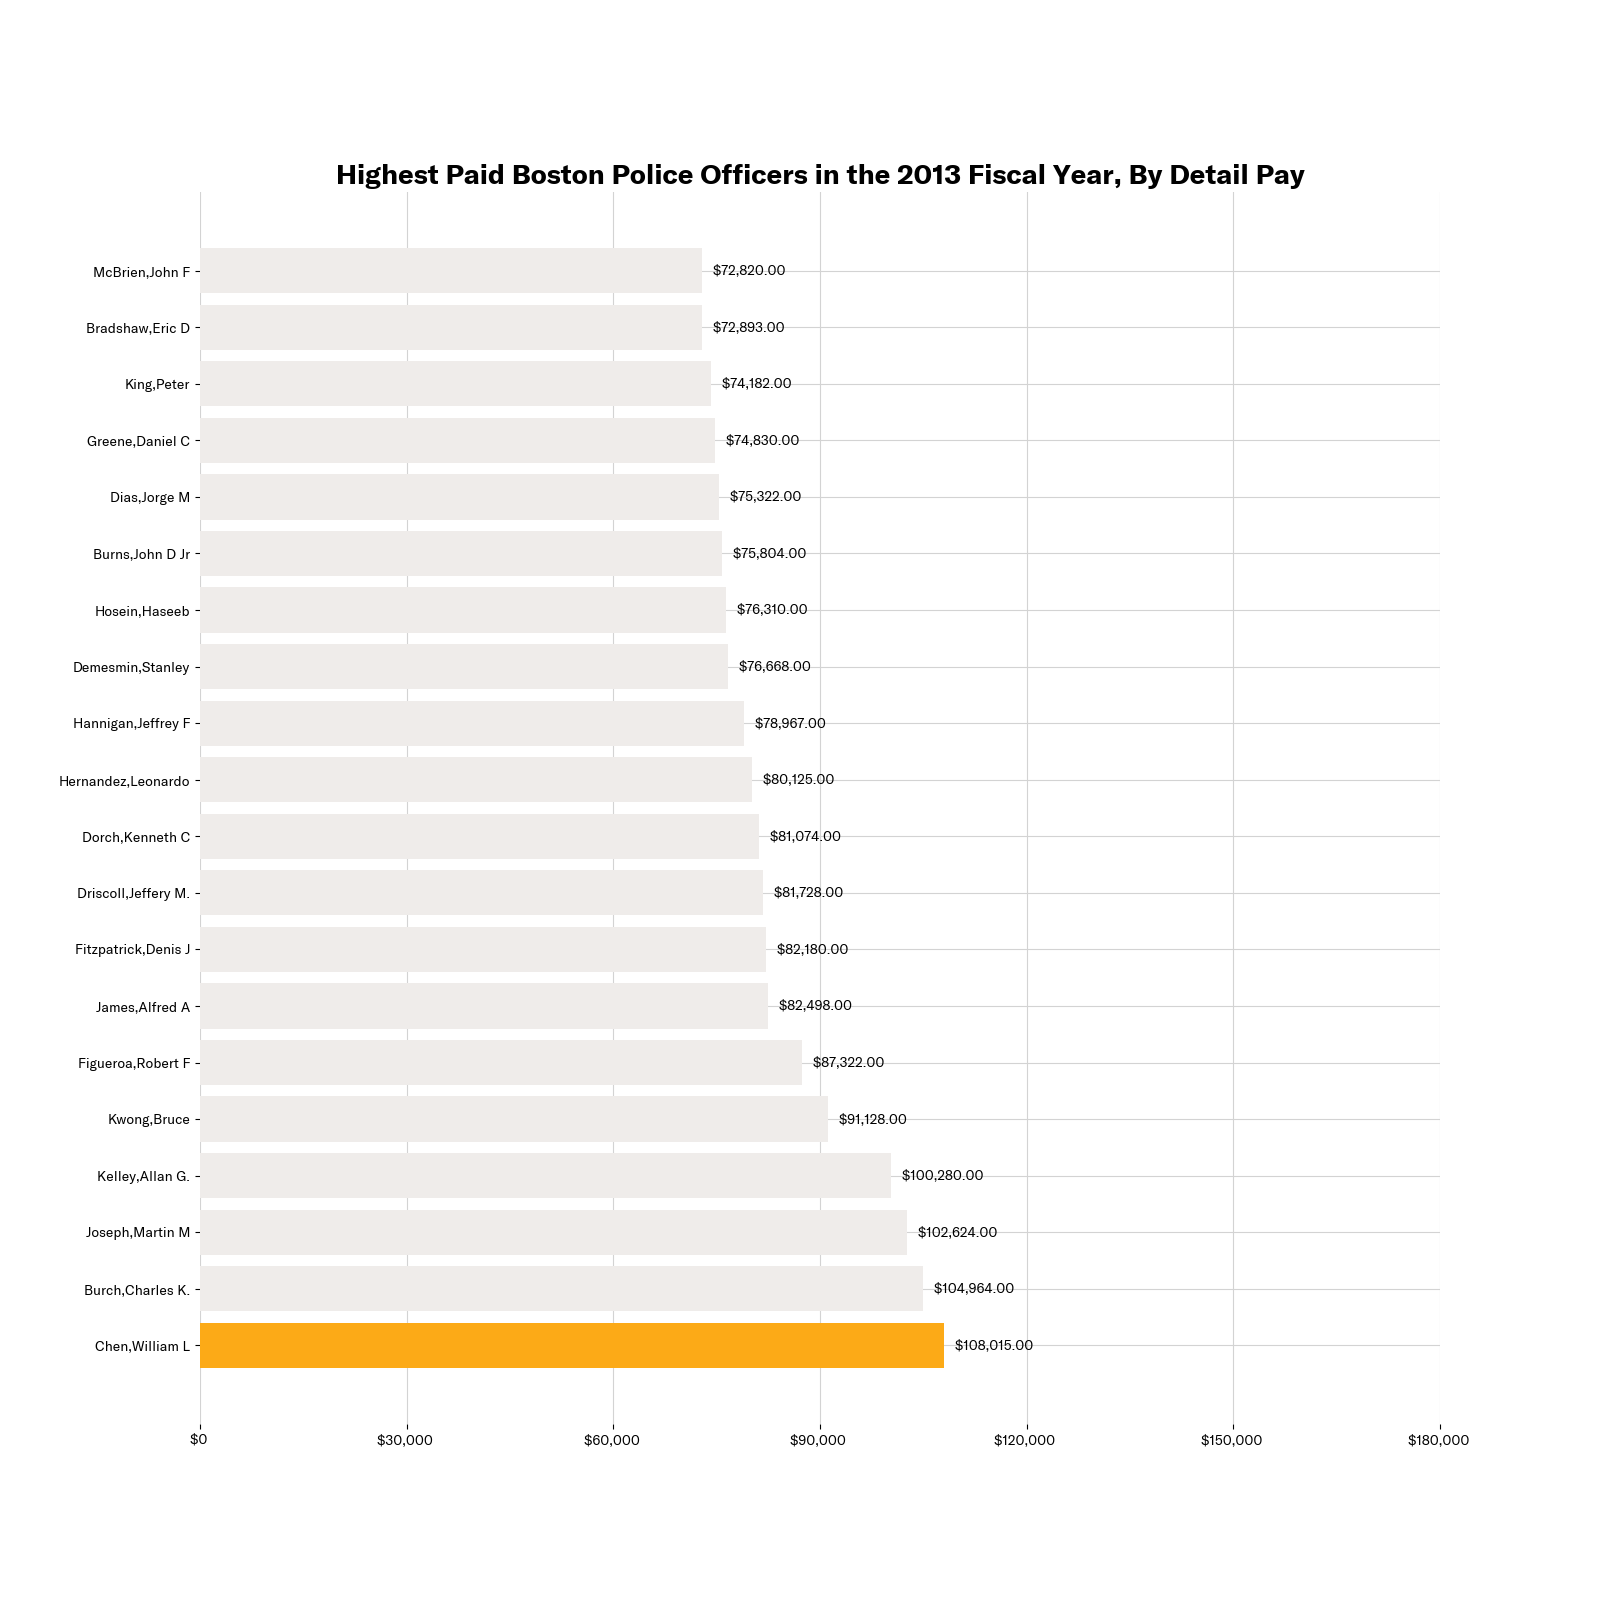 Highest Paid Boston Police Officers in the 2013 Fiscal Year, By Detail Pay
McBrien,John F $72,820.00
Bradshaw,Eric D $72,893.00
King,Peter $74,182.00
Greene,Daniel C $74,830.00
Dias,Jorge M $75,322.00
Burns,John D Jr $75,804.00
Hosein,Haseeb $76,310.00
Demesmin,Stanley $76,668.00
Hannigan,Jeffrey F $78,967.00
Hernandez,Leonardo $80,125.00
Dorch,Kenneth C $81,074.00
Driscoll,Jeffery M. $81,728.00
Fitzpatrick,Denis J $82,180.00
James,Alfred A $82,498.00
Figueroa,Robert F $87,322.00
Kwong,Bruce $91,128.00
Kelley,Allan G. $100,280.00
Joseph,Martin M $102,624.00
Burch,Charles K. $104,964.00
Chen,William L $108,015.00
$0 $30,000 $60,000 $90,000 $120,000 $150,000 $180,000